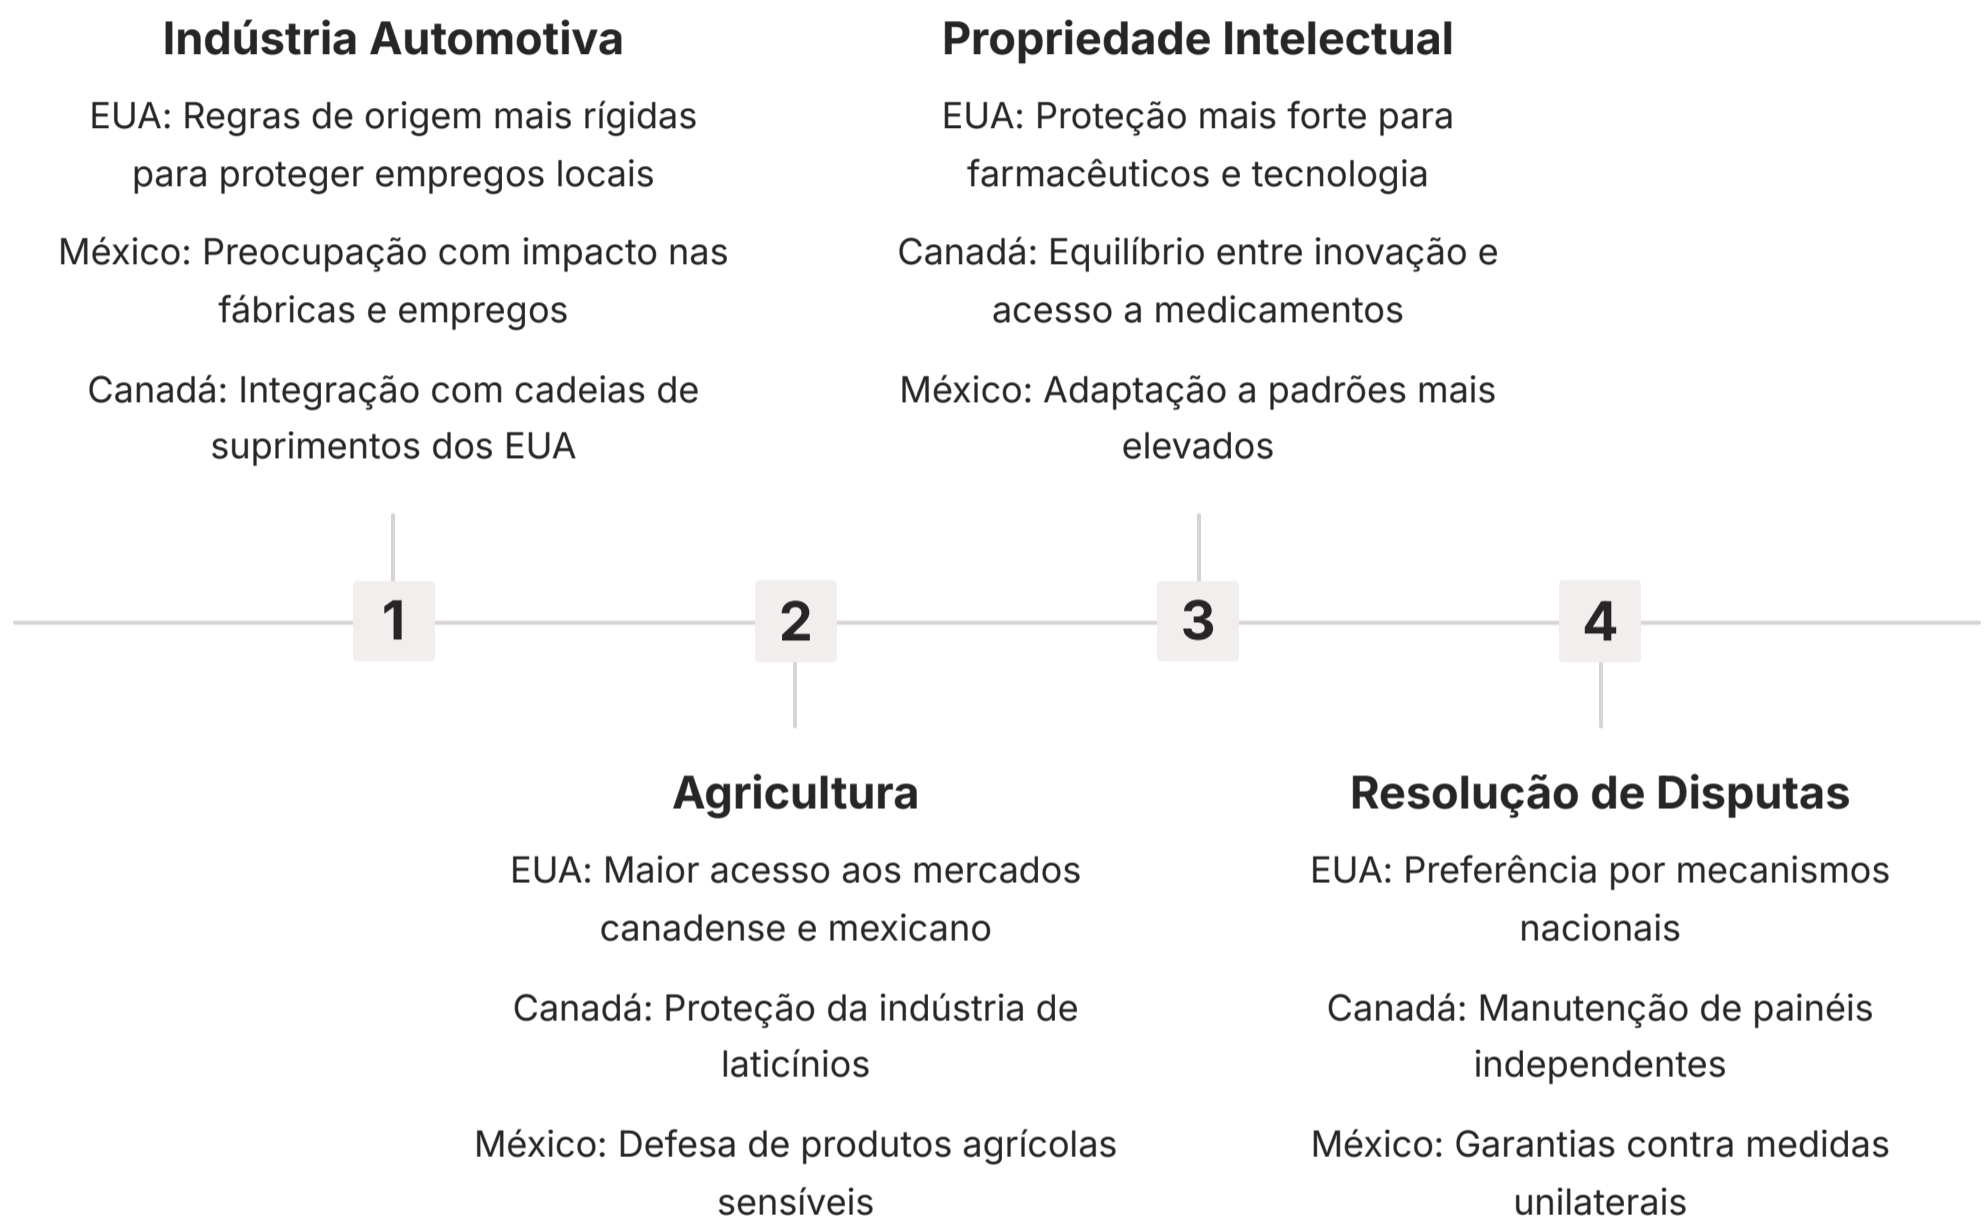 Indústria Automotiva
EUA: Regras de origem mais rígidas
para proteger empregos locais
México: Preocupação com impacto nas
fábricas e empregos
Canadá: Integração com cadeias de
suprimentos dos EUA
1
Agricultura
EUA: Maior acesso aos mercados
canadense e mexicano
Canadá: Proteção da indústria de
laticínios
México: Defesa de produtos agrícolas
sensíveis
2
Propriedade Intelectual
EUA: Proteção mais forte para
farmacêuticos e tecnologia
Canadá: Equilíbrio entre inovação e
acesso a medicamentos
México: Adaptação a padrões mais
elevados
3
Resolução de Disputas
EUA: Preferência por mecanismos
nacionais
Canadá: Manutenção de painéis
independentes
México: Garantias contra medidas
unilaterais
4